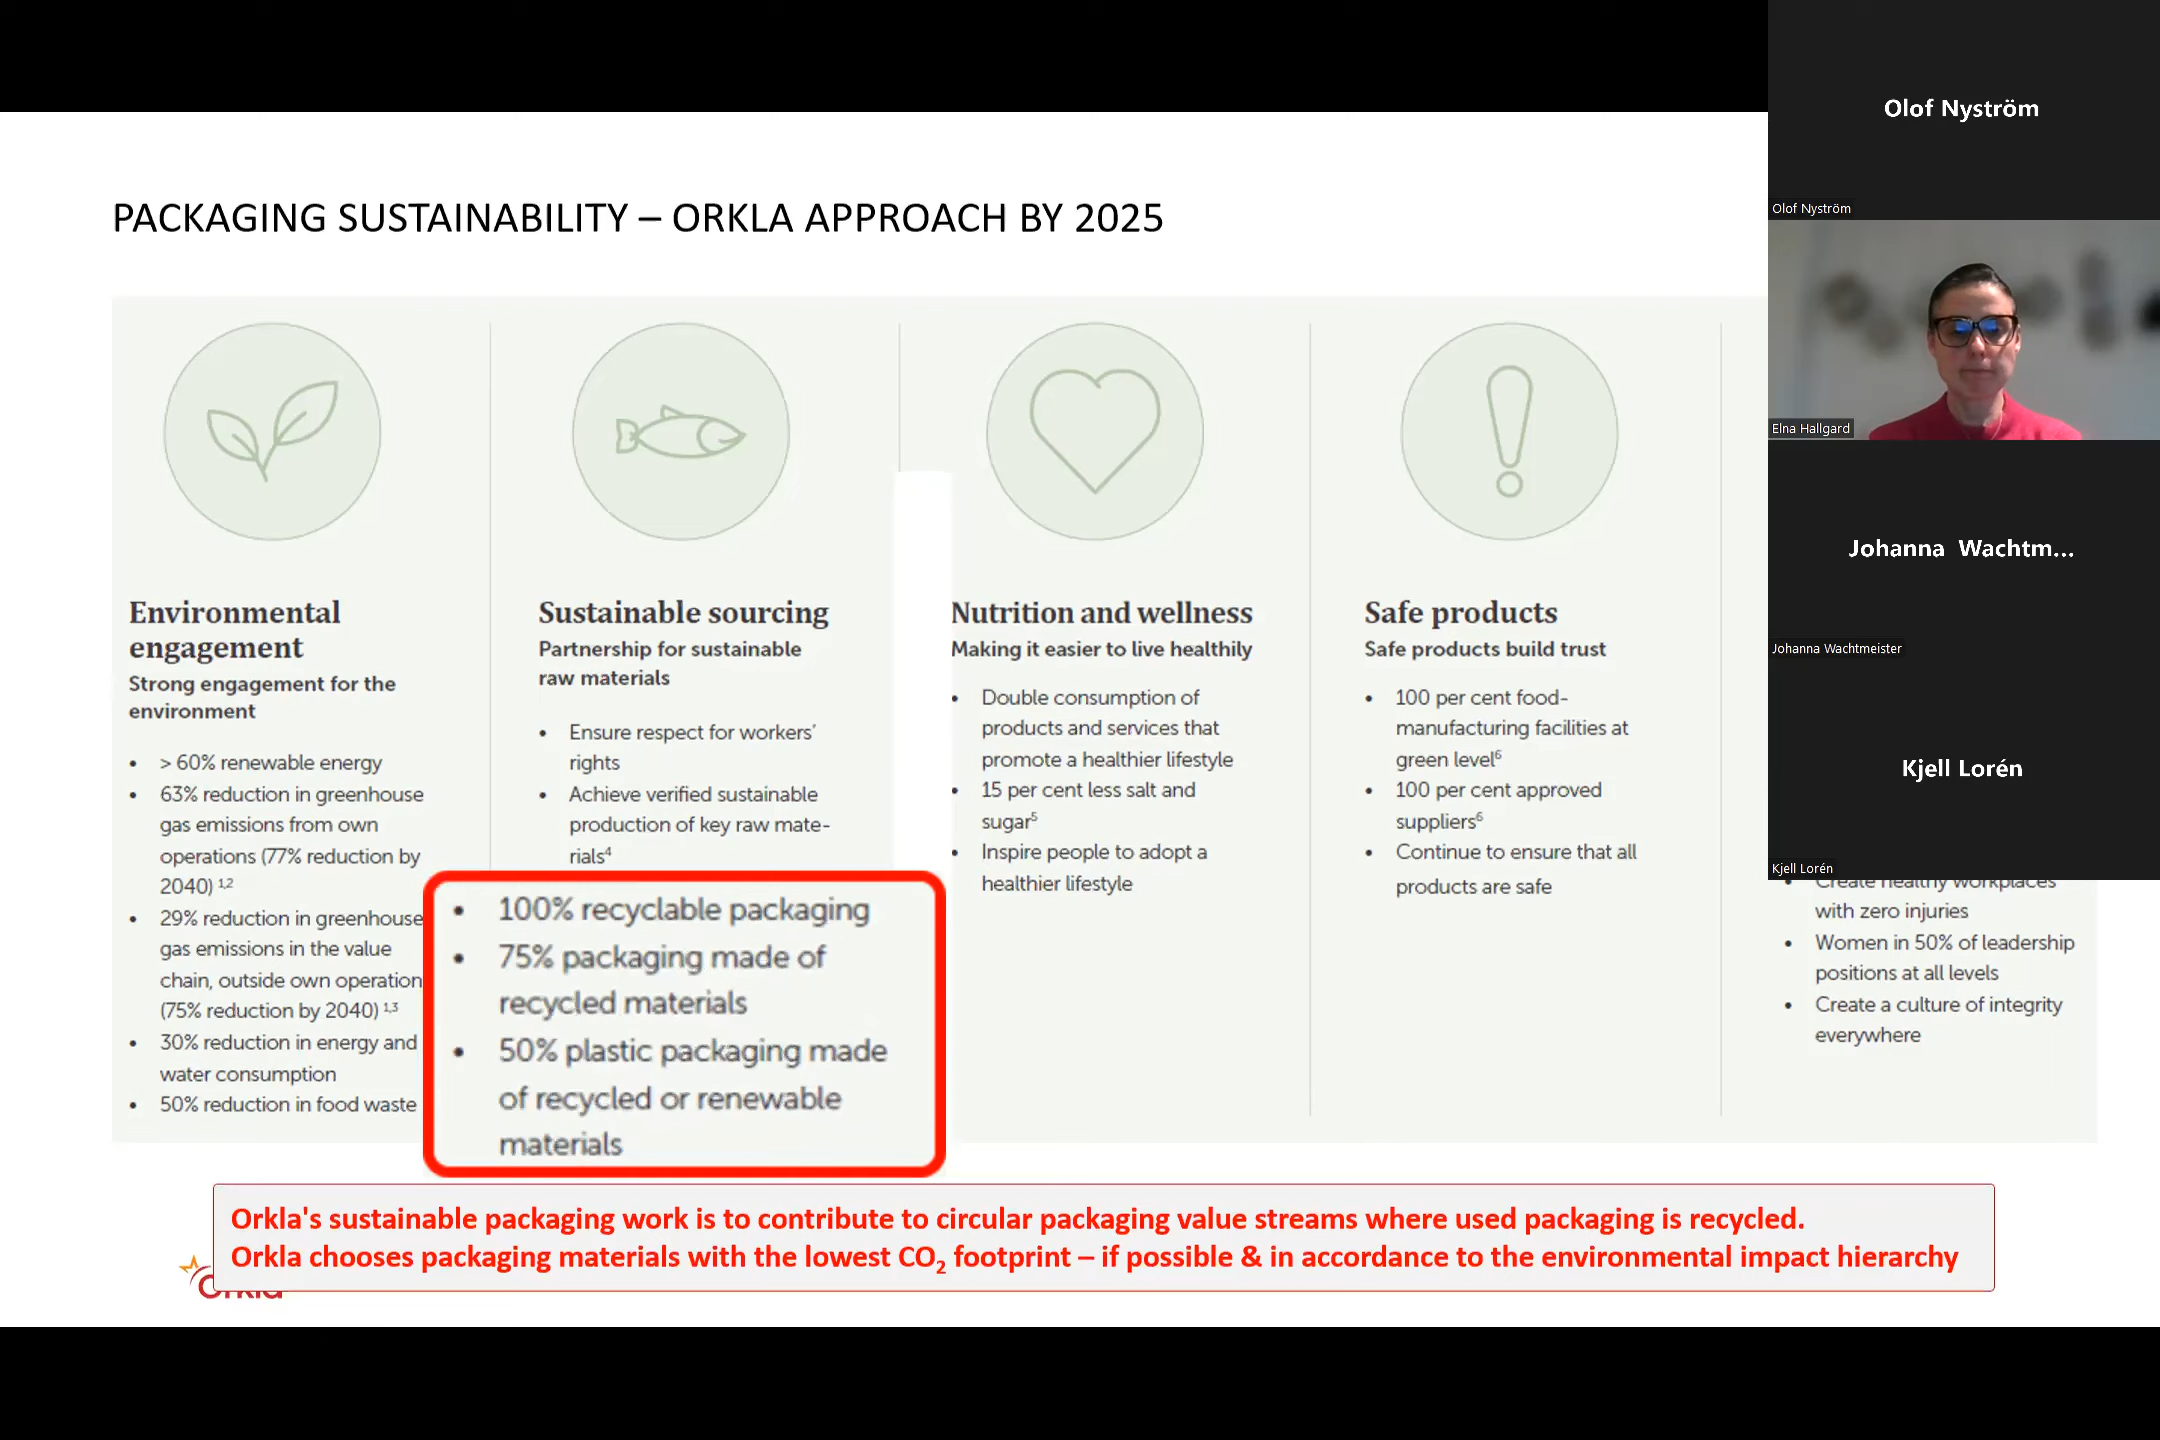 PACKAGING SUSTAINABILITY – ORKLA APPROACH BY 2025
Environmental
engagement
Strong engagement for the
environment
• > 60% renewable energy
• 63% reduction in greenhouse
gas emissions from own
operations (77% reduction by
2040) 1,2
• 29% reduction in greenhouse
gas emissions in the value
chain, outside own operation
(75% reduction by 2040) 1,3
• 30% reduction in energy and
water consumption
• 50% reduction in food waste
Sustainable sourcing
Partnership for sustainable
raw materials
• Ensure respect for workers’
rights
• Achieve verified sustainable
production of key raw mate-
rials4
• 100% recyclable packaging
• 75% packaging made of
recycled materials
• 50% plastic packaging made
of recycled or renewable
materials
Nutrition and wellness
Making it easier to live healthily
• Double consumption of
products and services that
promote a healthier lifestyle
• 15 per cent less salt and
sugar5
• Inspire people to adopt a
healthier lifestyle
Safe products
Safe products build trust
• 100 per cent food-
manufacturing facilities at
green level6
• 100 per cent approved
suppliers6
• Continue to ensure that all
products are safe
• Create healthy workplaces
with zero injuries
• Women in 50% of leadership
positions at all levels
• Create a culture of integrity
everywhere
Orkla's sustainable packaging work is to contribute to circular packaging value streams where used packaging is recycled.
Orkla chooses packaging materials with the lowest CO2 footprint – if possible & in accordance to the environmental impact hierarchy
Orkla
Olof Nyström
Olof Nyström
Elna Hallgard
Johanna Wachtm...
Johanna Wachtmeister
Kjell Lorén
Kjell Lorén